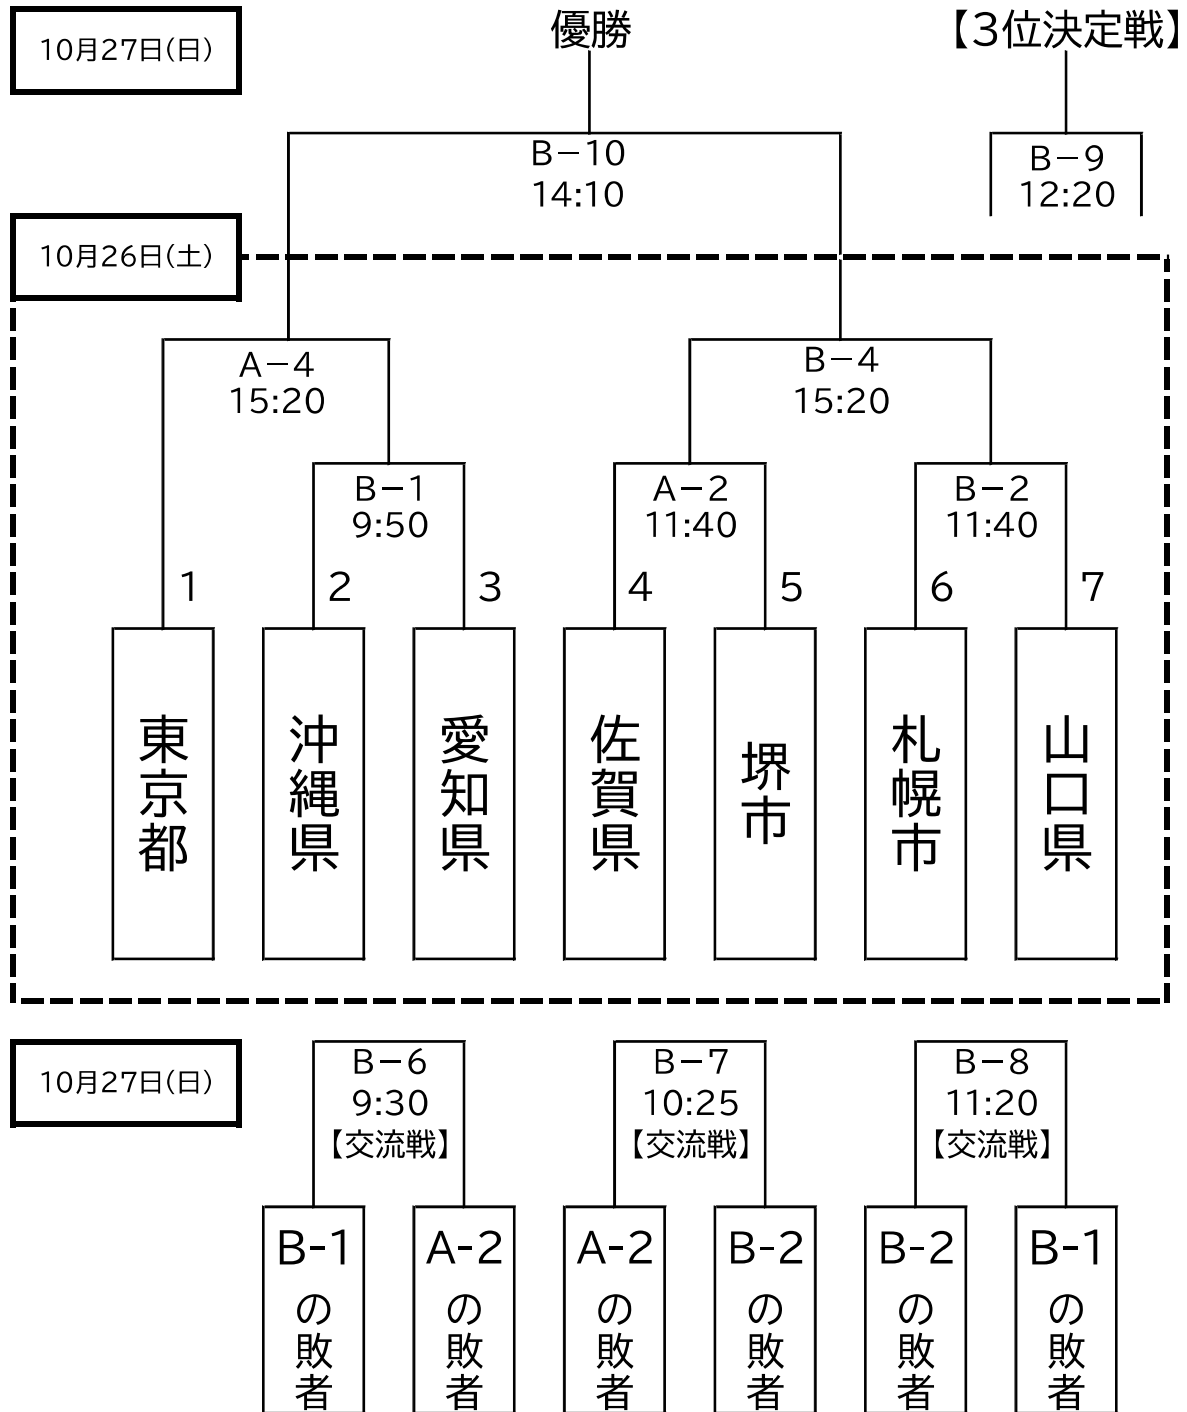 10月27日(日)
優勝
【3位決定戦】
B－10
14:10
B－9
12:20
10月26日(土)
A－4
15:20
B－4
15:20
B－1
9:50
A－2
11:40
B－2
11:40
1
2
3
4
5
6
7
東京都
沖縄県
愛知県
佐賀県
堺市
札幌市
山口県
10月27日(日)
B－6
9:30
【交流戦】
B－7
10:25
【交流戦】
B－8
11:20
【交流戦】
B-1の敗者
A-2の敗者
A-2の敗者
B-2の敗者
B-2の敗者
B-1の敗者